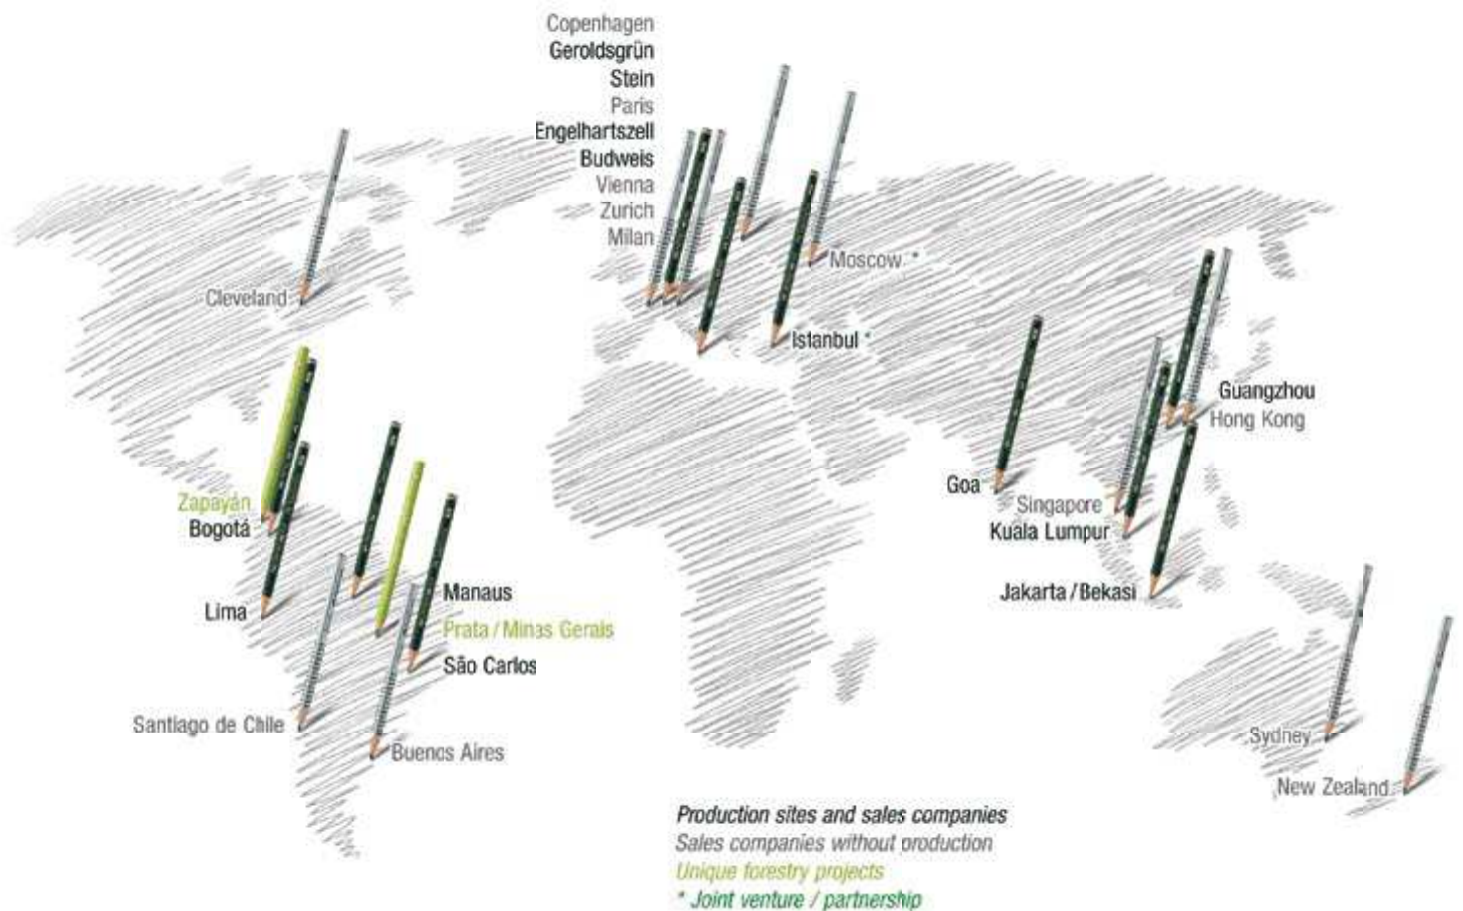 Copenhagen
Geroldsgrün
Stein
Paris
Engelhartszell
Budweis
Vienna
Zurich
Milan
Moscow *
Cleveland
Istanbul *
Guangzhou
Hong Kong
Goa
Singapore
Kuala Lumpur
Zapayán
Bogotá
Jakarta / Bekasi
Manaus
Lima
Prata / Minas Gerais
São Carlos
Santiago de Chile
Buenos Aires
Sydney
New Zealand
Production sites and sales companies
Sales companies without production
Unique forestry projects
* Joint venture / partnership